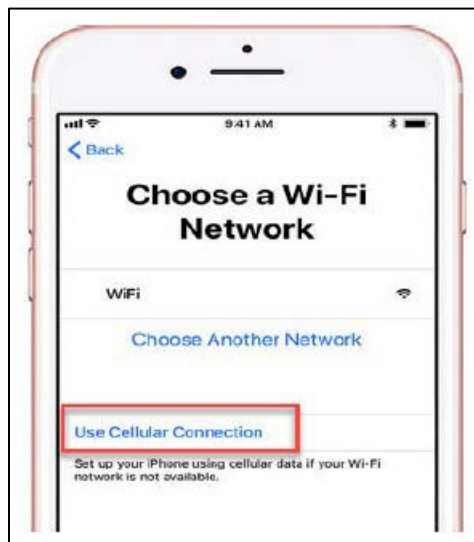 9:41 AM
Back
Choose a Wi-Fi
Network
WiFi
Choose Another Network
Use Cellular Connection
Set up your iPhone using cellular data if your Wi-Fi
network is not available.